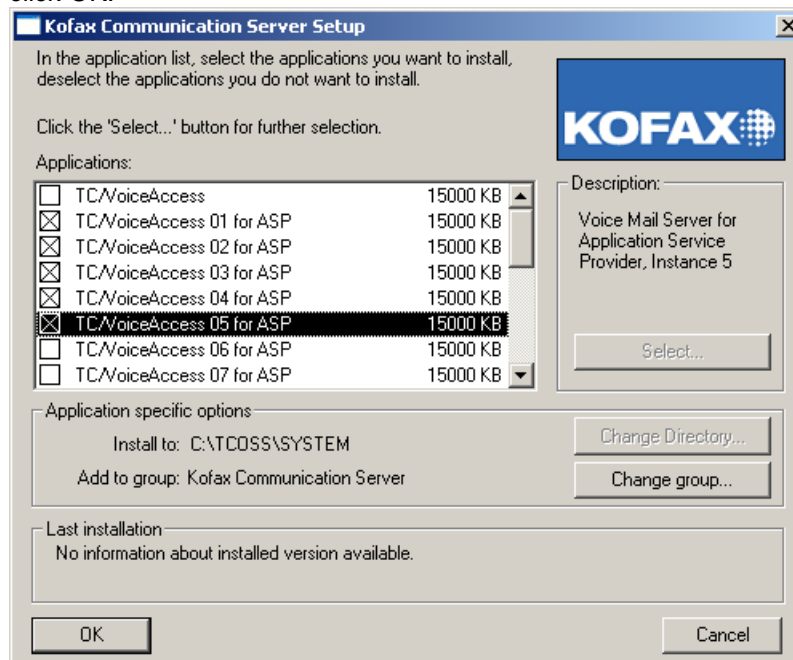 click OK.
Kofax Communication Server Setup
In the application list, select the applications you want to install,
deselect the applications you do not want to install.
Click the 'Select...' button for further selection.
KOFAX
Applications:
TC/VoiceAccess 15000 KB
TC/VoiceAccess 01 for ASP 15000 KB
TC/VoiceAccess 02 for ASP 15000 KB
TC/VoiceAccess 03 for ASP 15000 KB
TC/VoiceAccess 04 for ASP 15000 KB
TC/VoiceAccess 05 for ASP 15000 KB
TC/VoiceAccess 06 for ASP 15000 KB
TC/VoiceAccess 07 for ASP 15000 KB
Description:
Voice Mail Server for
Application Service
Provider, Instance 5
Select...
Application specific options
Install to: C:\TCOSS\SYSTEM
Change Directory...
Add to group: Kofax Communication Server
Change group...
Last installation
No information about installed version available.
OK
Cancel